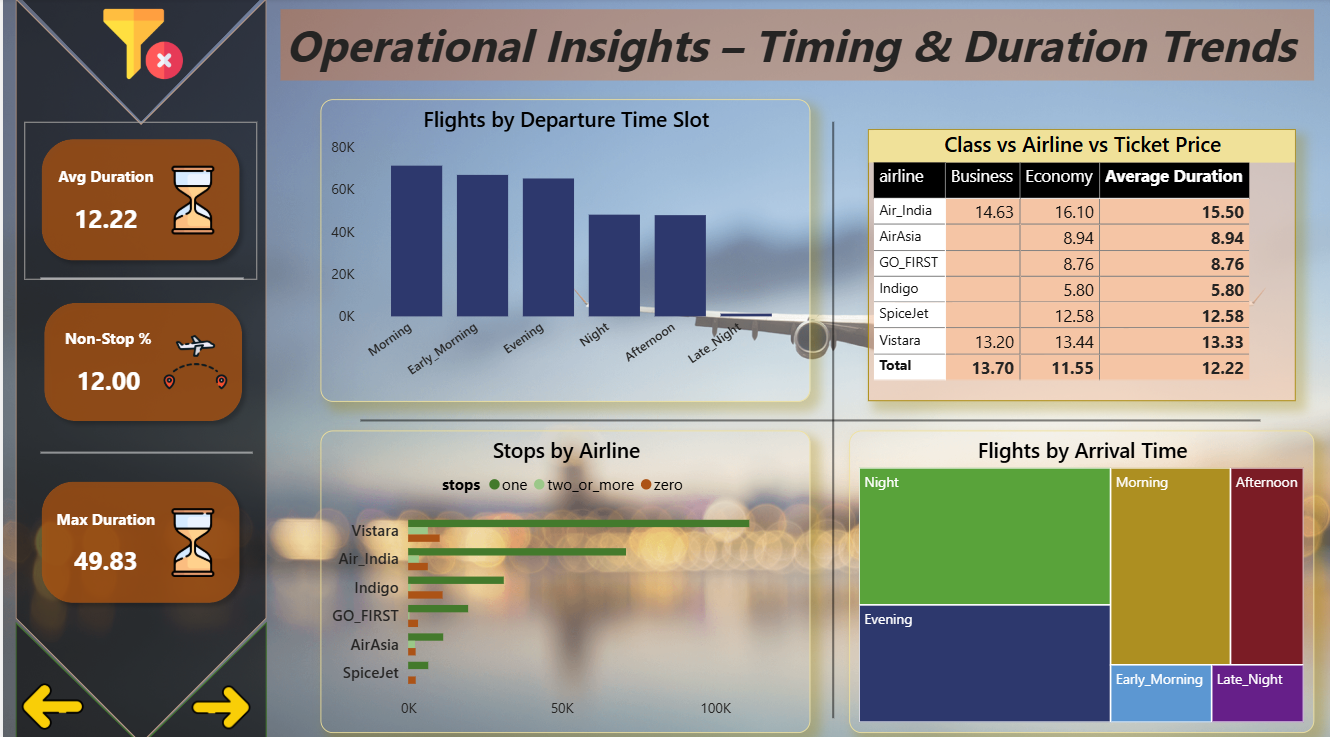 Operational Insights – Timing & Duration Trends
Avg Duration
12.22
Non-Stop %
12.00
Max Duration
49.83
Flights by Departure Time Slot
80K
60K
40K
20K
0K
Morning
Early_Morning
Evening
Night
Afternoon
Late_Night
Class vs Airline vs Ticket Price
airline Business Economy Average Duration
Air_India 14.63 16.10 15.50
AirAsia 8.94 8.94
GO_FIRST 8.76 8.76
Indigo 5.80 5.80
SpiceJet 12.58 12.58
Vistara 13.20 13.44 13.33
Total 13.70 11.55 12.22
Stops by Airline
stops one two_or_more zero
Vistara
Air_India
Indigo
GO_FIRST
AirAsia
SpiceJet
0K 50K 100K
Flights by Arrival Time
Night
Morning
Afternoon
Evening
Early_Morning
Late_Night